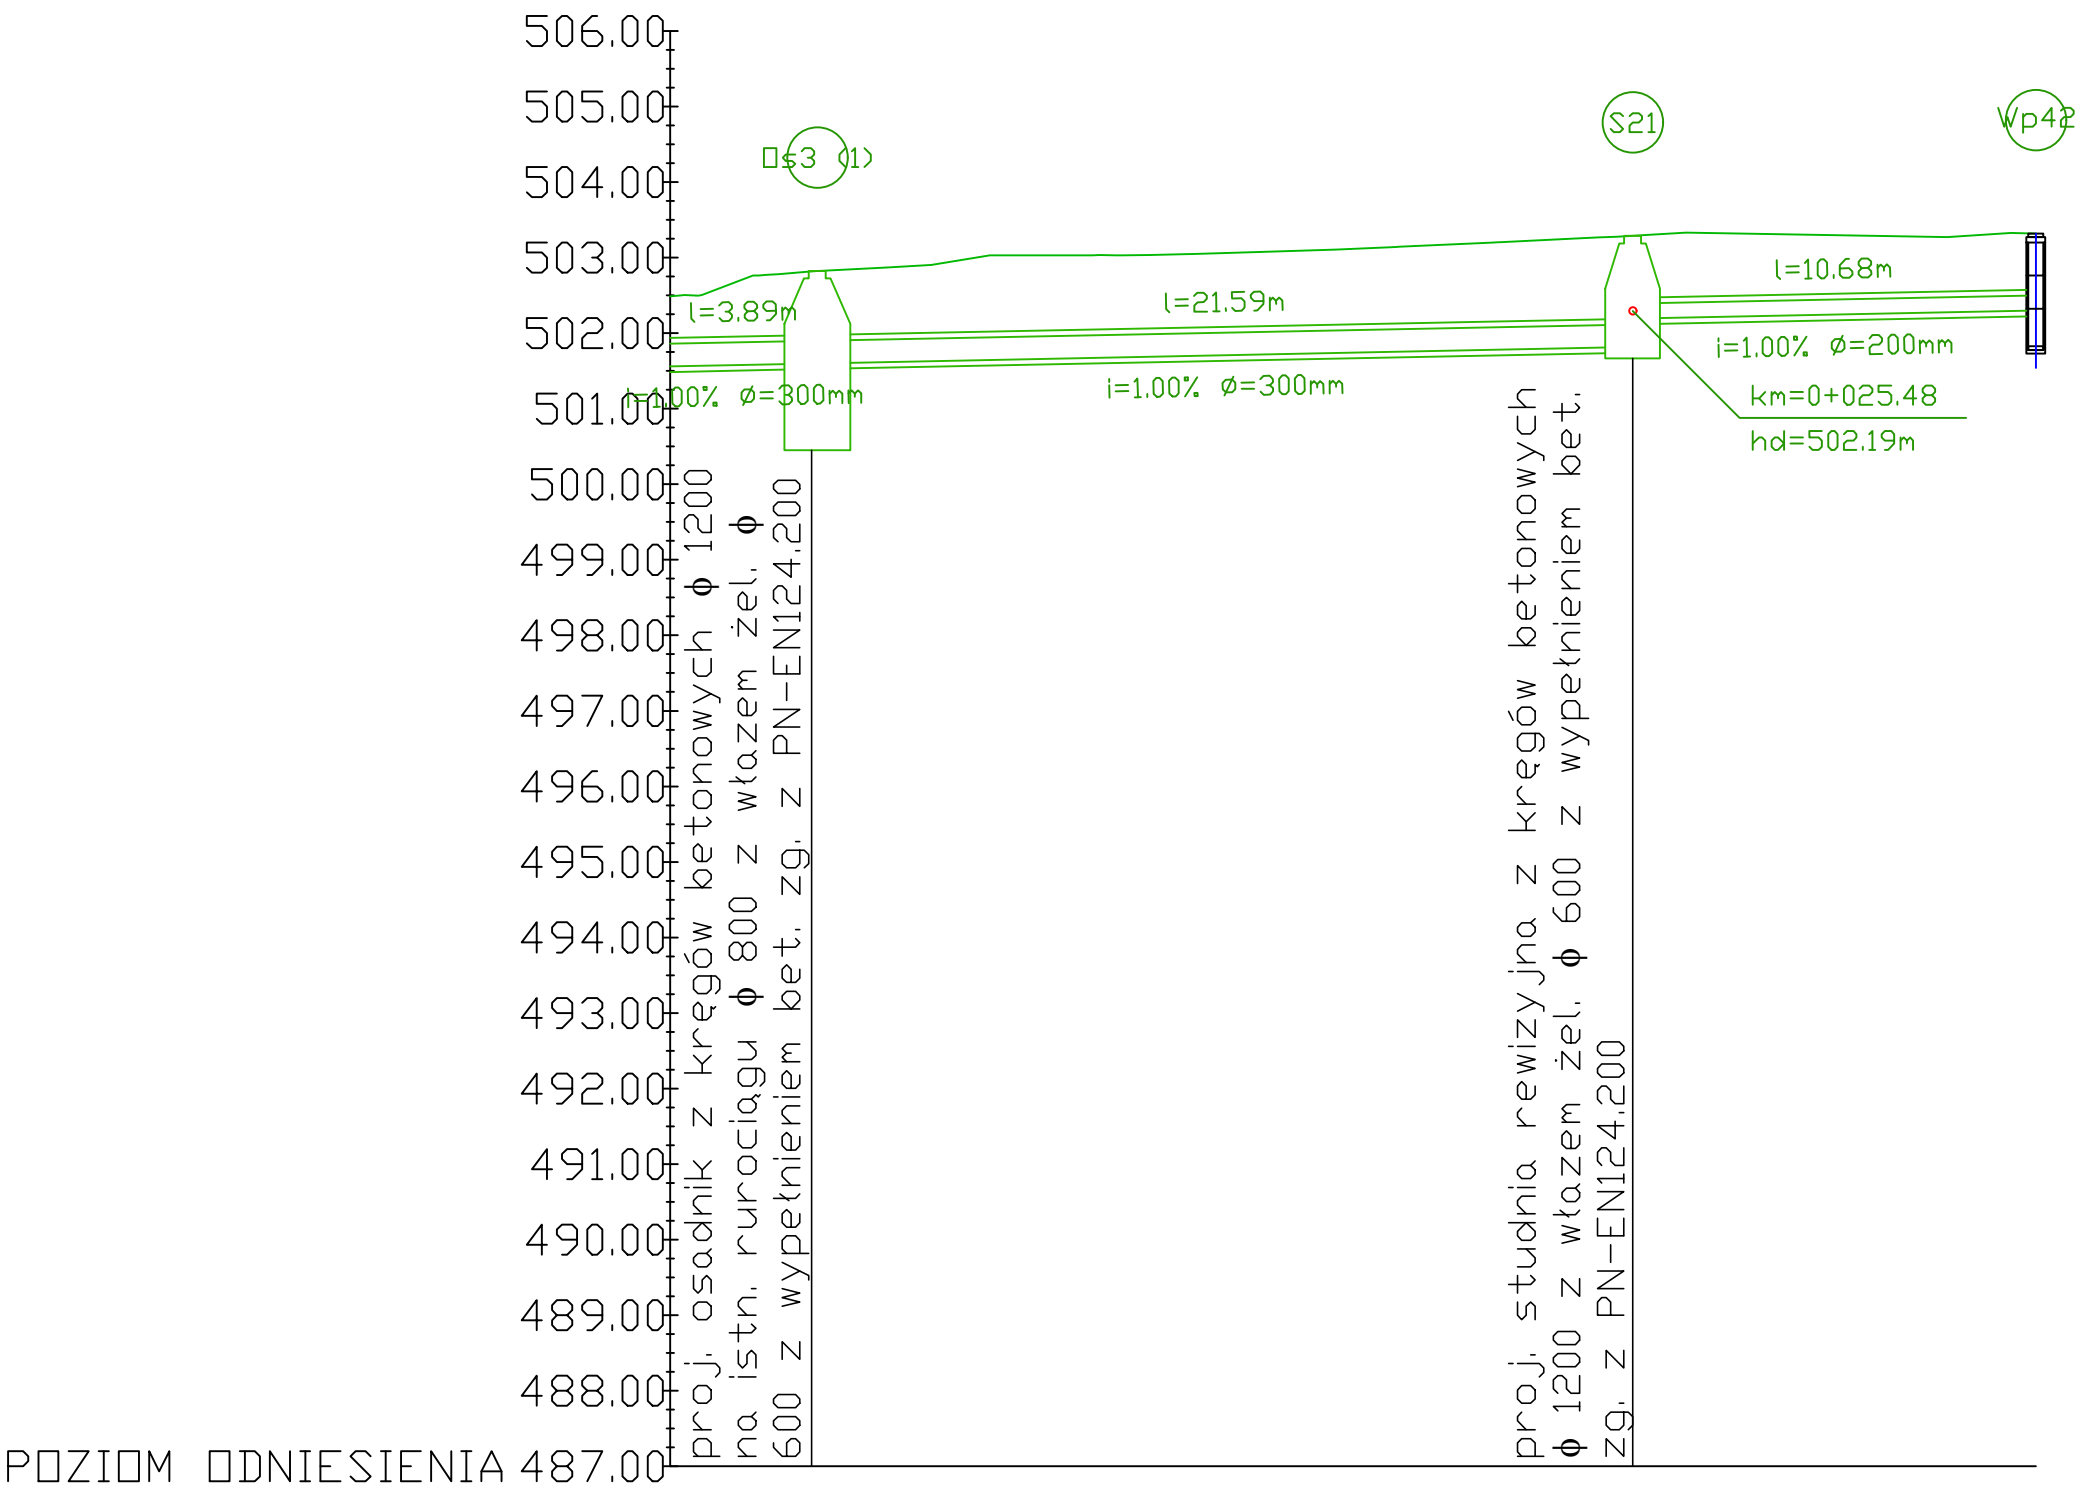 506.00
505.00
504.00
503.00
502.00
501.00
500.00
499.00
498.00
497.00
496.00
495.00
494.00
493.00
492.00
491.00
490.00
489.00
488.00
POZIOM ODNIESIENIA 487.00
Os3 (1)
S21
Wp42
l=3.89m
l=21.59m
l=10.68m
i=1.00% Ø=300mm
i=1.00% Ø=300mm
i=1.00% Ø=200mm
km=0+025.48
hd=502.19m
proj. osadnik z kręgów betonowych ϕ 1200
na istn. rurociągu ϕ 800 z włazem żel. ϕ
600 z wypełnieniem bet. zg. z PN-EN124.200
proj. studnia rewizyjna z kręgów betonowych
ϕ 1200 z włazem żel. ϕ 600 z wypełnieniem bet.
zg. z PN-EN124.200